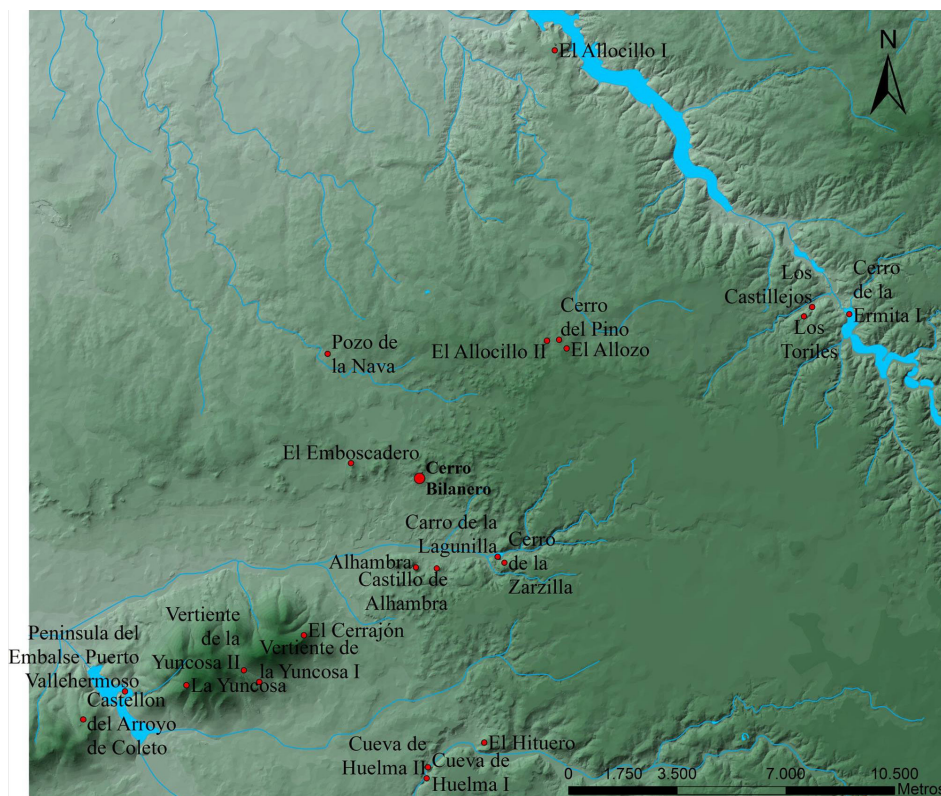 El Allocillo I
N
Los
Castillejos
Cerro
de la
Ermita I
Los
Toriles
Cerro
del Pino
El Allocillo II
El Allozo
Pozo de
la Nava
El Emboscadero
Cerro
Bilanero
Carro de la
Lagunilla
Cerro
de la
Zarzilla
Alhambra
Castillo de
Alhambra
El Cerrajón
Vertiente
de la
Yuncosa II
Vertiente de
la Yuncosa I
La Yuncosa
Peninsula del
Embalse Puerto
Vallehermoso
Castellon
del Arroyo
de Coleto
El Hituero
Cueva de
Huelma II
Cueva de
Huelma I
0 1.750 3.500 7.000 10.500
Metros